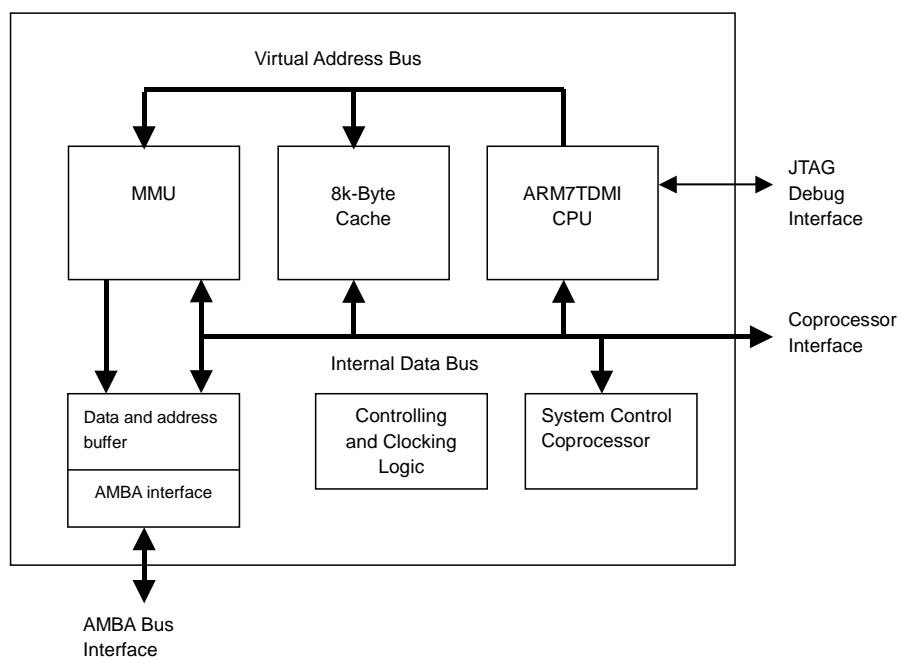 Virtual Address Bus
MMU
8k-Byte
Cache
ARM7TDMI
CPU
JTAG
Debug
Interface
Coprocessor
Interface
Internal Data Bus
Data and address
buffer
AMBA interface
Controlling
and Clocking
Logic
System Control
Coprocessor
AMBA Bus
Interface